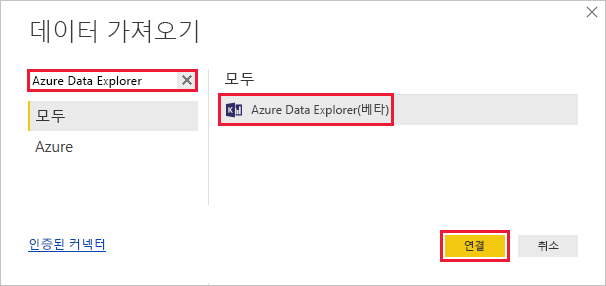 데이터 가져오기
Azure Data Explorer
모두
Azure
모두
Azure Data Explorer(베타)
인증된 커넥터
연결
취소